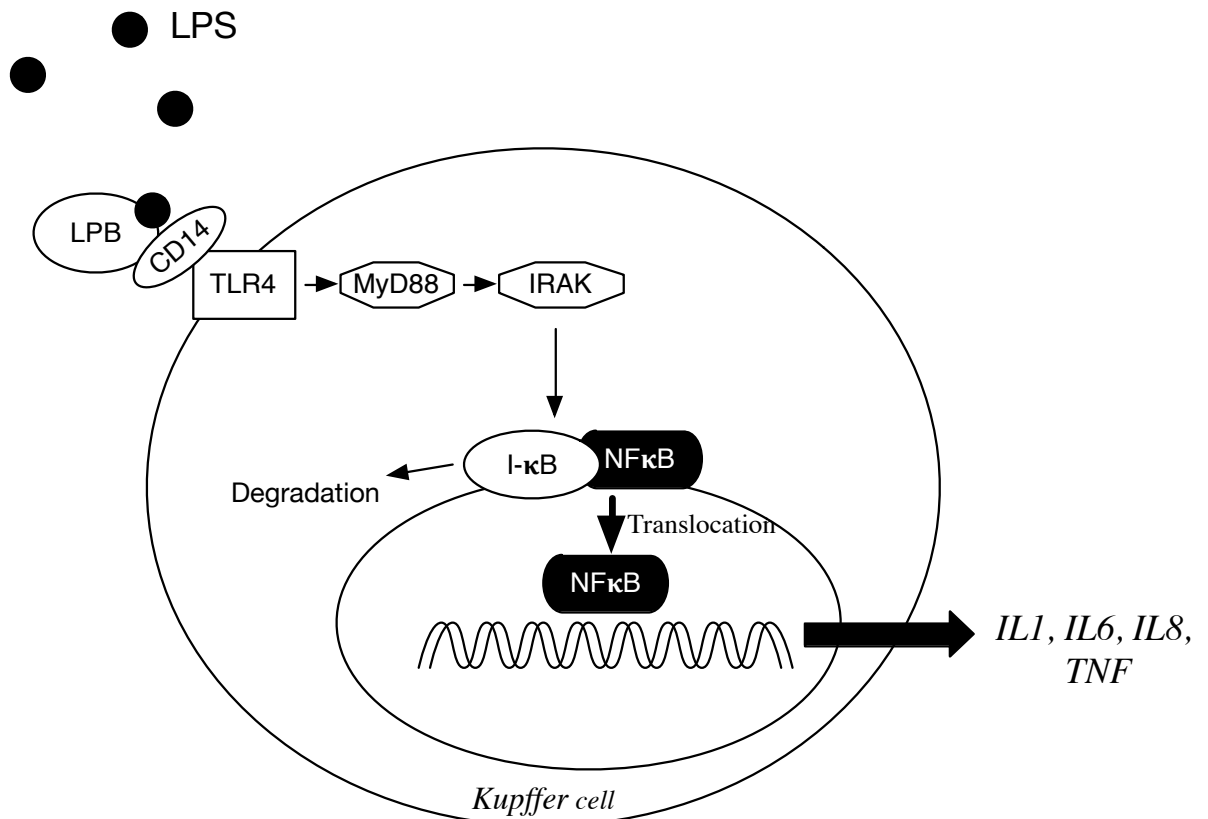 LPS
LPB
CD14
TLR4
MyD88
IRAK
I-κB
NFκB
Degradation
Translocation
NFκB
IL1, IL6, IL8,
TNF
Kupffer cell